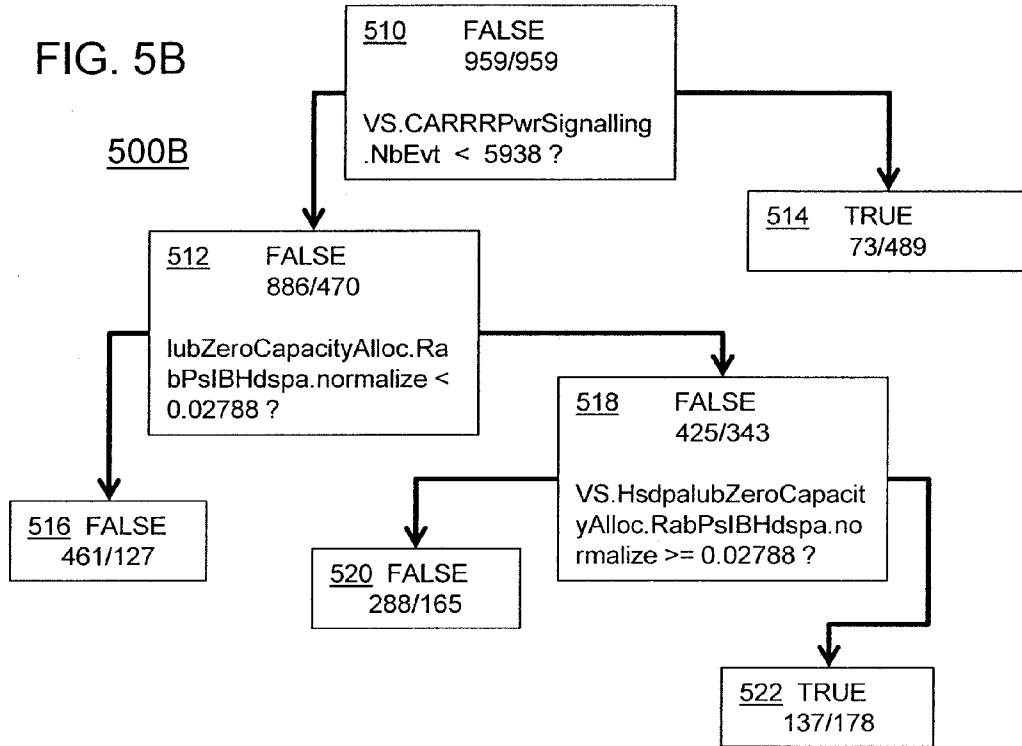 FIG. 5B
500B
510 FALSE
959/959
VS.CARRRPwrSignalling
.NbEvt < 5938 ?
514 TRUE
73/489
512 FALSE
886/470
IubZeroCapacityAlloc.Ra
bPsIBHdspa.normalize <
0.02788 ?
518 FALSE
425/343
VS.HsdpaIubZeroCapacit
yAlloc.RabPsIBHdspa.no
rmalize >= 0.02788 ?
516 FALSE
461/127
520 FALSE
288/165
522 TRUE
137/178